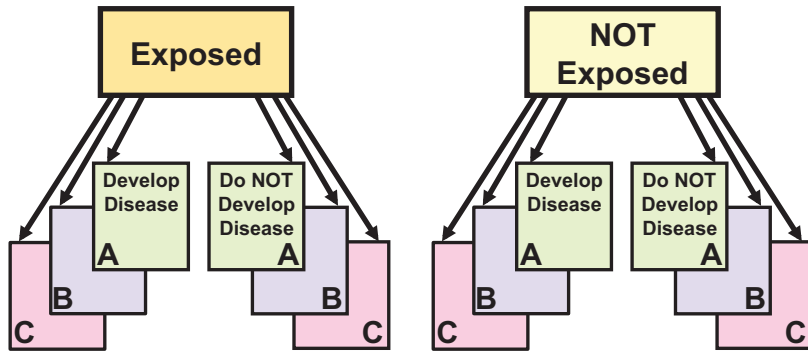 Exposed
NOT
Exposed
Develop
Disease
A
B
C
Do NOT
Develop
Disease
A
B
C
Develop
Disease
A
B
C
Do NOT
Develop
Disease
A
B
C